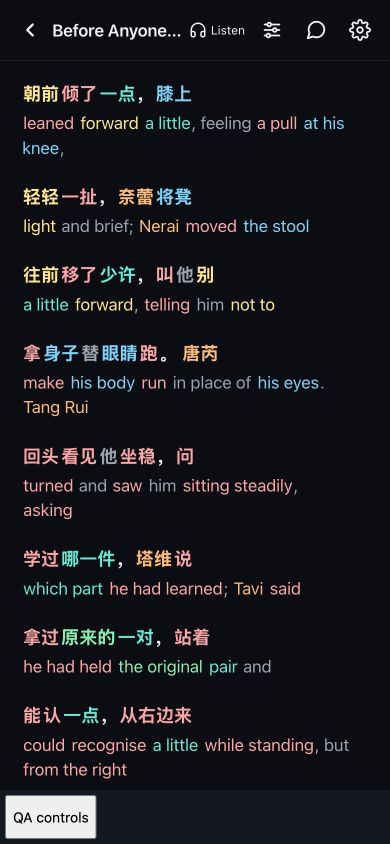 Before Anyone... Listen
朝前倾了一点，膝上
leaned forward a little, feeling a pull at his
knee,
轻轻一扯，奈蕾将凳
light and brief; Nerai moved the stool
往前移了少许，叫他别
a little forward, telling him not to
拿身子替眼睛跑。唐芮
make his body run in place of his eyes.
Tang Rui
回头看见他坐稳，问
turned and saw him sitting steadily,
asking
学过哪一件，塔维说
which part he had learned; Tavi said
拿过原来的一对，站着
he had held the original pair and
能认一点，从右边来
could recognise a little while standing, but
from the right
QA controls